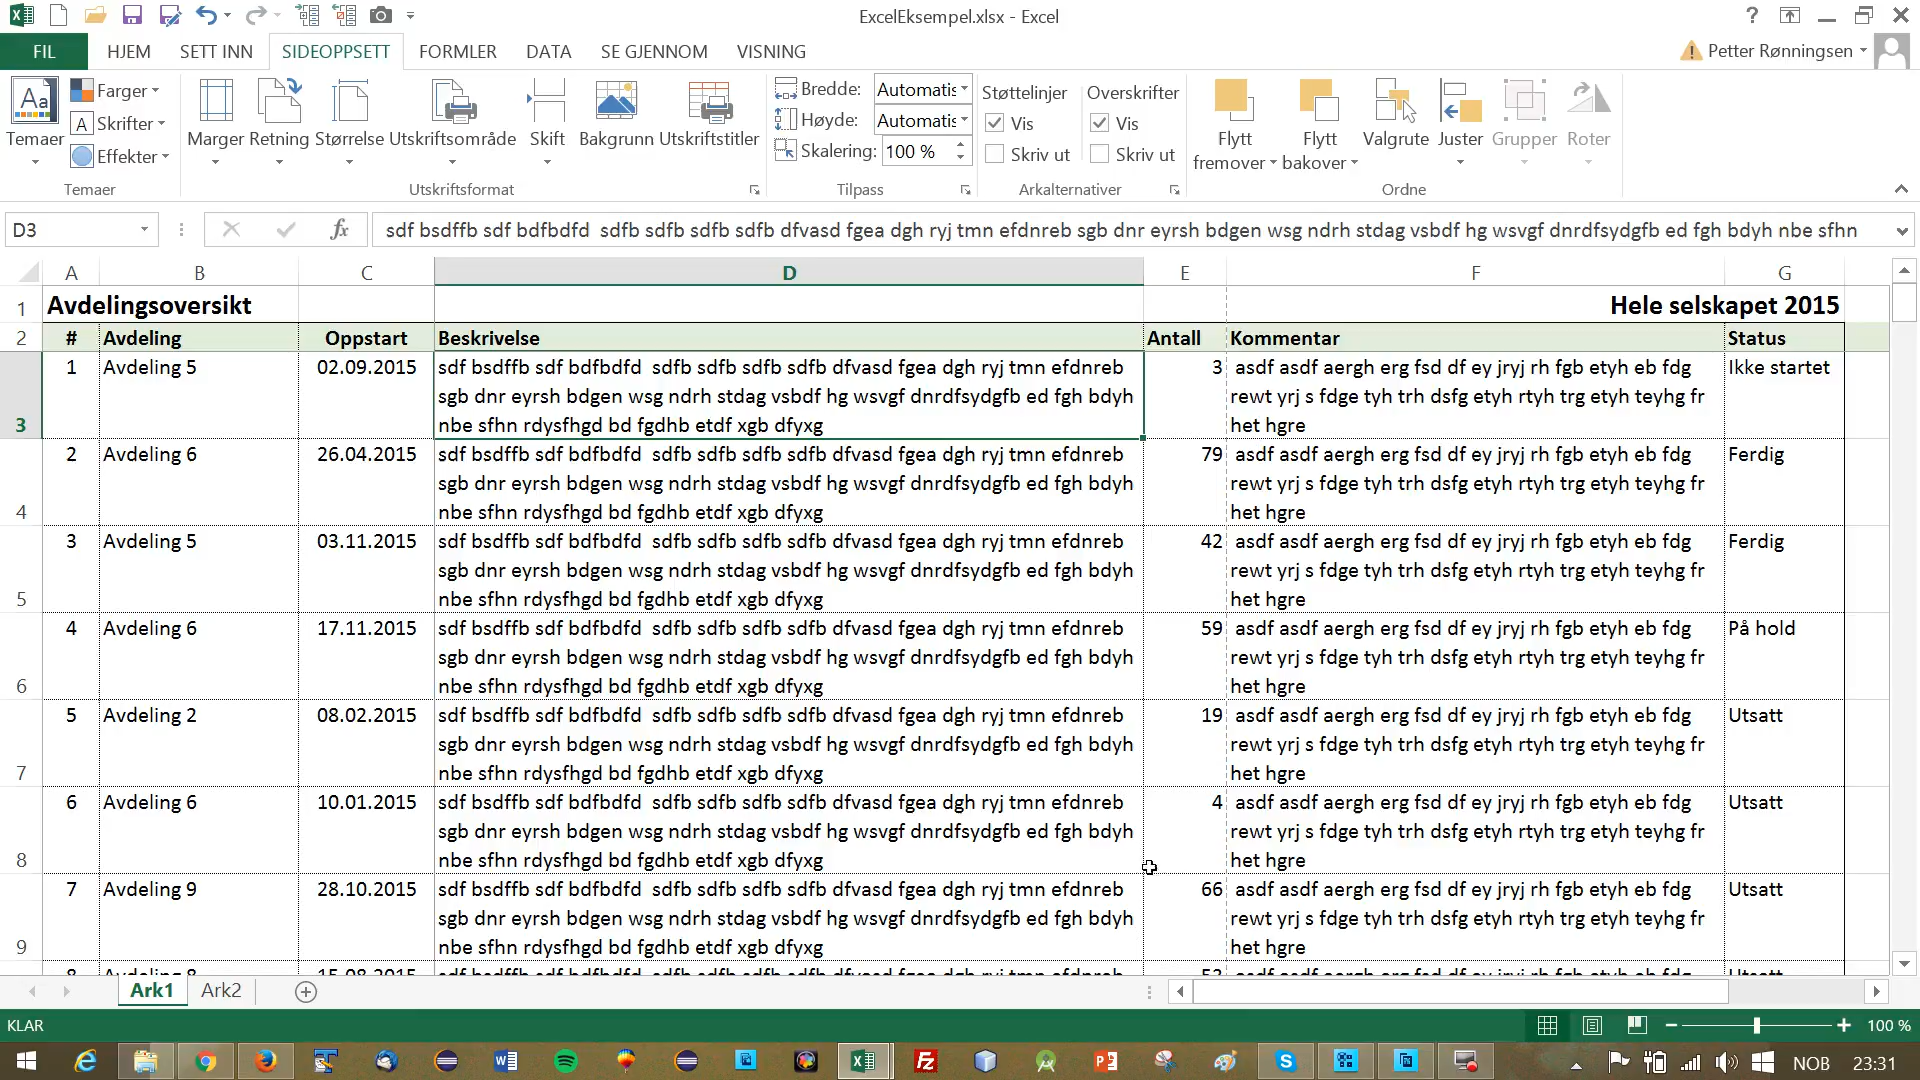 ExcelEksempel.xlsx - Excel
FIL HJEM SETT INN SIDEOPPSETT FORMLER DATA SE GJENNOM VISNING Petter Rønningsen
Temaer Farger Skrifter Effekter Temaer
Marger Retning Størrelse Utskriftsområde Skift Bakgrunn Utskriftstitler Utskriftsformat
Bredde: Automatis
Høyde: Automatis
Skalering: 100 %
Tilpass
Støttelinjer Overskrifter
Vis Vis
Skriv ut Skriv ut
Arkalternativer
Flytt fremover Flytt bakover Valgrute Juster Grupper Roter
Ordne
D3 fx sdf bsdffb sdf bdfbdfd sdfb sdfb sdfb sdfb dfvasd fgea dgh ryj tmn efdnreb sgb dnr eyrsh bdgen wsg ndrh stdag vsbdf hg wsvgf dnrdfsydgfb ed fgh bdyh nbe sfhn
A B C D E F G
1 Avdelingsoversikt Hele selskapet 2015
2 # Avdeling Oppstart Beskrivelse Antall Kommentar Status
1 Avdeling 5 02.09.2015 sdf bsdffb sdf bdfbdfd sdfb sdfb sdfb sdfb dfvasd fgea dgh ryj tmn efdnreb 3 asdf asdf aergh erg fsd df ey jryj rh fgb etyh eb fdg Ikke startet
sgb dnr eyrsh bdgen wsg ndrh stdag vsbdf hg wsvgf dnrdfsydgfb ed fgh bdyh rewt yrj s fdge tyh trh dsfg etyh rtyh trg etyh teyhg fr
3 nbe sfhn rdysfhgd bd fgdhb etdf xgb dfyxg het hgre
2 Avdeling 6 26.04.2015 sdf bsdffb sdf bdfbdfd sdfb sdfb sdfb sdfb dfvasd fgea dgh ryj tmn efdnreb 79 asdf asdf aergh erg fsd df ey jryj rh fgb etyh eb fdg Ferdig
sgb dnr eyrsh bdgen wsg ndrh stdag vsbdf hg wsvgf dnrdfsydgfb ed fgh bdyh rewt yrj s fdge tyh trh dsfg etyh rtyh trg etyh teyhg fr
4 nbe sfhn rdysfhgd bd fgdhb etdf xgb dfyxg het hgre
3 Avdeling 5 03.11.2015 sdf bsdffb sdf bdfbdfd sdfb sdfb sdfb sdfb dfvasd fgea dgh ryj tmn efdnreb 42 asdf asdf aergh erg fsd df ey jryj rh fgb etyh eb fdg Ferdig
sgb dnr eyrsh bdgen wsg ndrh stdag vsbdf hg wsvgf dnrdfsydgfb ed fgh bdyh rewt yrj s fdge tyh trh dsfg etyh rtyh trg etyh teyhg fr
5 nbe sfhn rdysfhgd bd fgdhb etdf xgb dfyxg het hgre
4 Avdeling 6 17.11.2015 sdf bsdffb sdf bdfbdfd sdfb sdfb sdfb sdfb dfvasd fgea dgh ryj tmn efdnreb 59 asdf asdf aergh erg fsd df ey jryj rh fgb etyh eb fdg På hold
sgb dnr eyrsh bdgen wsg ndrh stdag vsbdf hg wsvgf dnrdfsydgfb ed fgh bdyh rewt yrj s fdge tyh trh dsfg etyh rtyh trg etyh teyhg fr
6 nbe sfhn rdysfhgd bd fgdhb etdf xgb dfyxg het hgre
5 Avdeling 2 08.02.2015 sdf bsdffb sdf bdfbdfd sdfb sdfb sdfb sdfb dfvasd fgea dgh ryj tmn efdnreb 19 asdf asdf aergh erg fsd df ey jryj rh fgb etyh eb fdg Utsatt
sgb dnr eyrsh bdgen wsg ndrh stdag vsbdf hg wsvgf dnrdfsydgfb ed fgh bdyh rewt yrj s fdge tyh trh dsfg etyh rtyh trg etyh teyhg fr
7 nbe sfhn rdysfhgd bd fgdhb etdf xgb dfyxg het hgre
6 Avdeling 6 10.01.2015 sdf bsdffb sdf bdfbdfd sdfb sdfb sdfb sdfb dfvasd fgea dgh ryj tmn efdnreb 4 asdf asdf aergh erg fsd df ey jryj rh fgb etyh eb fdg Utsatt
sgb dnr eyrsh bdgen wsg ndrh stdag vsbdf hg wsvgf dnrdfsydgfb ed fgh bdyh rewt yrj s fdge tyh trh dsfg etyh rtyh trg etyh teyhg fr
8 nbe sfhn rdysfhgd bd fgdhb etdf xgb dfyxg het hgre
7 Avdeling 9 28.10.2015 sdf bsdffb sdf bdfbdfd sdfb sdfb sdfb sdfb dfvasd fgea dgh ryj tmn efdnreb 66 asdf asdf aergh erg fsd df ey jryj rh fgb etyh eb fdg Utsatt
sgb dnr eyrsh bdgen wsg ndrh stdag vsbdf hg wsvgf dnrdfsydgfb ed fgh bdyh rewt yrj s fdge tyh trh dsfg etyh rtyh trg etyh teyhg fr
9 nbe sfhn rdysfhgd bd fgdhb etdf xgb dfyxg het hgre
Ark1 Ark2
KLAR 100 %
NOB 23:31